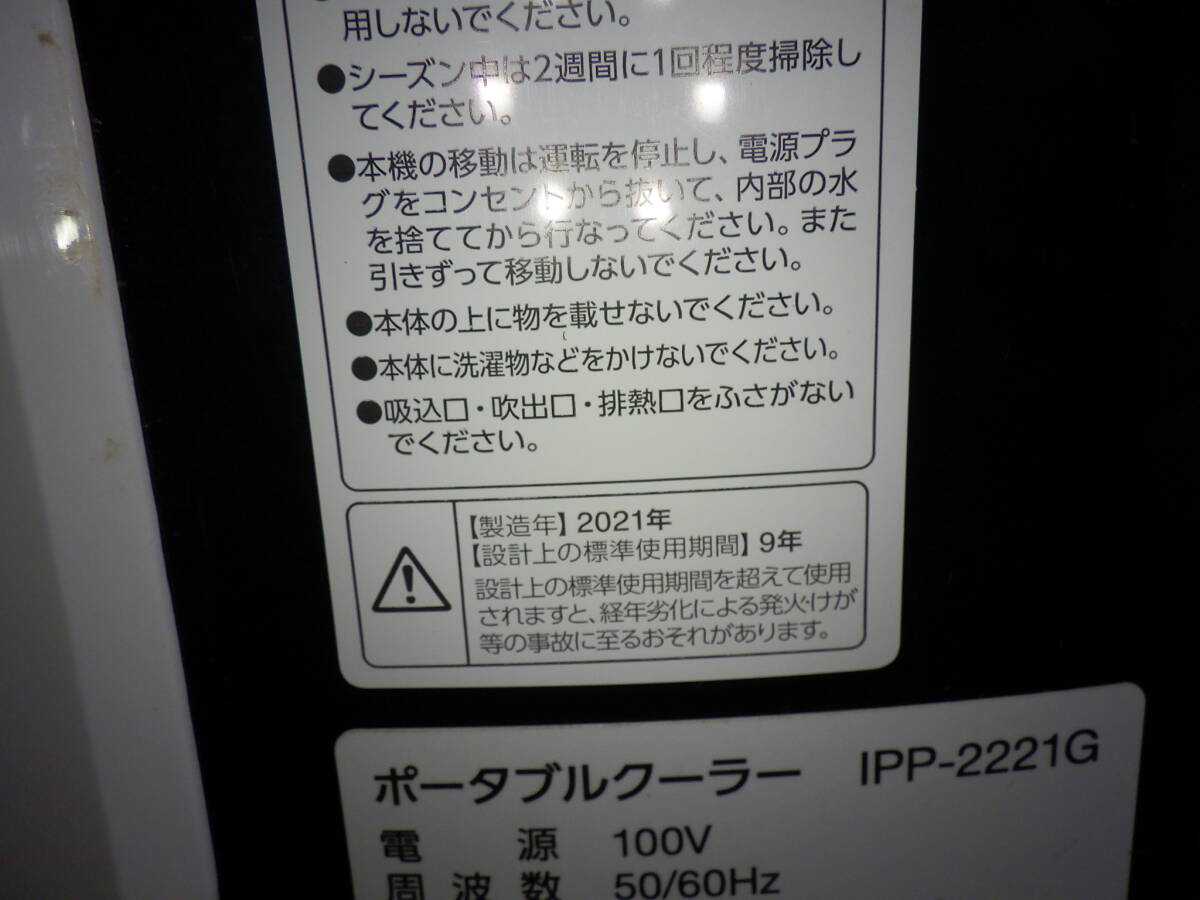 用しないでください。
●シーズン中は2週間に1回程度掃除し
てください。
●本機の移動は運転を停止し、電源プラ
グをコンセントから抜いて、内部の水
を捨ててから行なってください。また
引きずって移動しないでください。
●本体の上に物を載せないでください。
●本体に洗濯物などをかけないでください。
●吸込口・吹出口・排熱口をふさがない
でください。
【製造年】2021年
【設計上の標準使用期間】9年
設計上の標準使用期間を超えて使用
されますと、経年劣化による発火・けが
等の事故に至るおそれがあります。
ポータブルクーラー IPP-2221G
電源 100V
周波数 50/60Hz